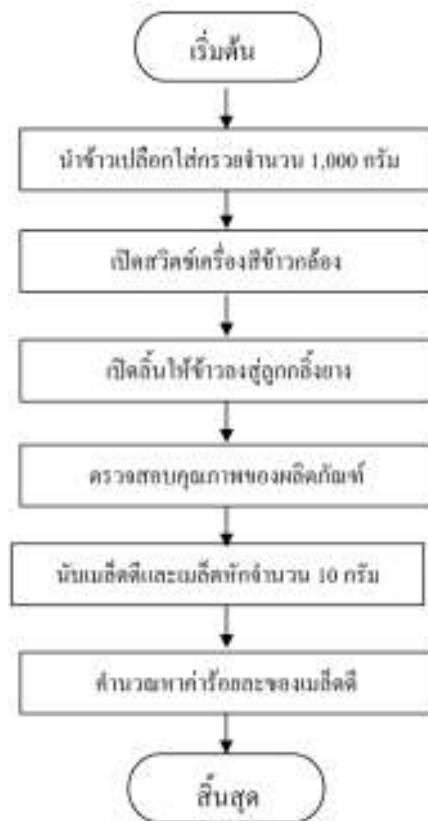 เริ่มต้น
นำข้าวเปลือกใส่กรวยจำนวน 1,000 กรัม
เปิดสวิตช์เครื่องสีข้าวกล้อง
เปิดลิ้นให้ข้าวลงสู่ลูกกลิ้งยาง
ตรวจสอบคุณภาพของผลิตภัณฑ์
นับเมล็ดดีและเมล็ดหักจำนวน 10 กรัม
คำนวณหาค่าร้อยละของเมล็ดดี
สิ้นสุด